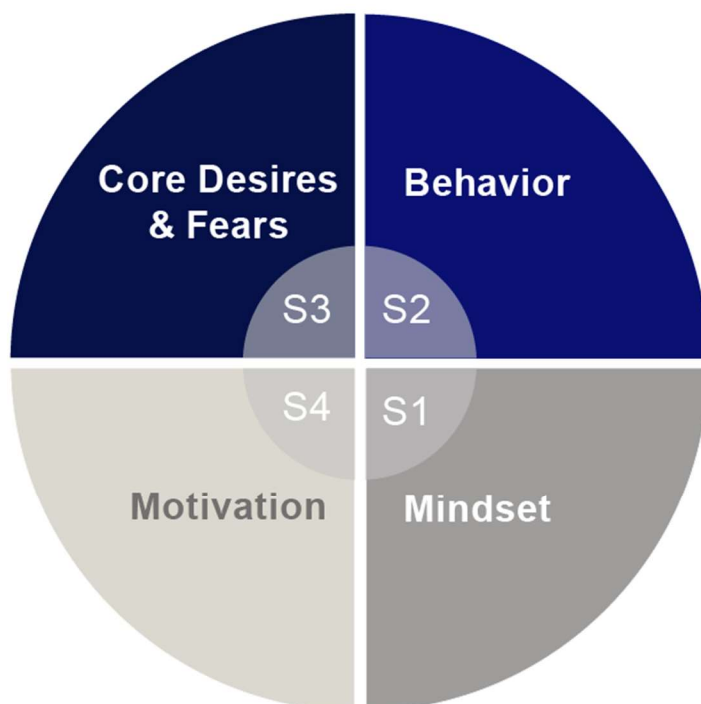 Core Desires
& Fears
Behavior
S3
S2
S4
S1
Motivation
Mindset